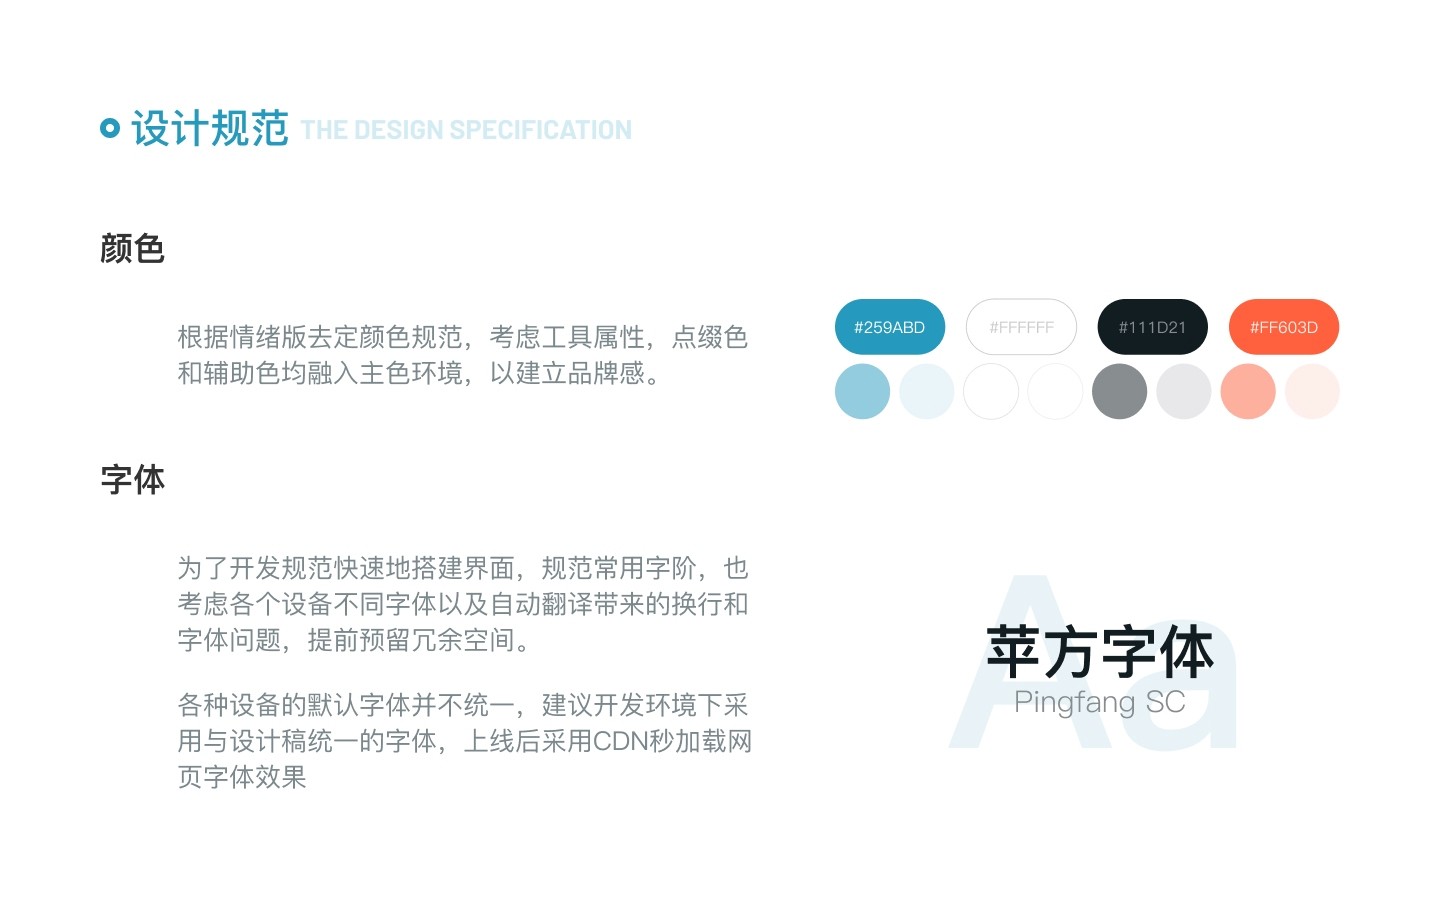 设计规范 THE DESIGN SPECIFICATION
颜色
根据情绪版去定颜色规范，考虑工具属性，点缀色
和辅助色均融入主色环境，以建立品牌感。
#259ABD #FFFFFF #111D21 #FF603D
字体
为了开发规范快速地搭建界面，规范常用字阶，也
考虑各个设备不同字体以及自动翻译带来的换行和
字体问题，提前预留冗余空间。
各种设备的默认字体并不统一，建议开发环境下采
用与设计稿统一的字体，上线后采用CDN秒加载网
页字体效果
Aa
苹方字体
Pingfang SC